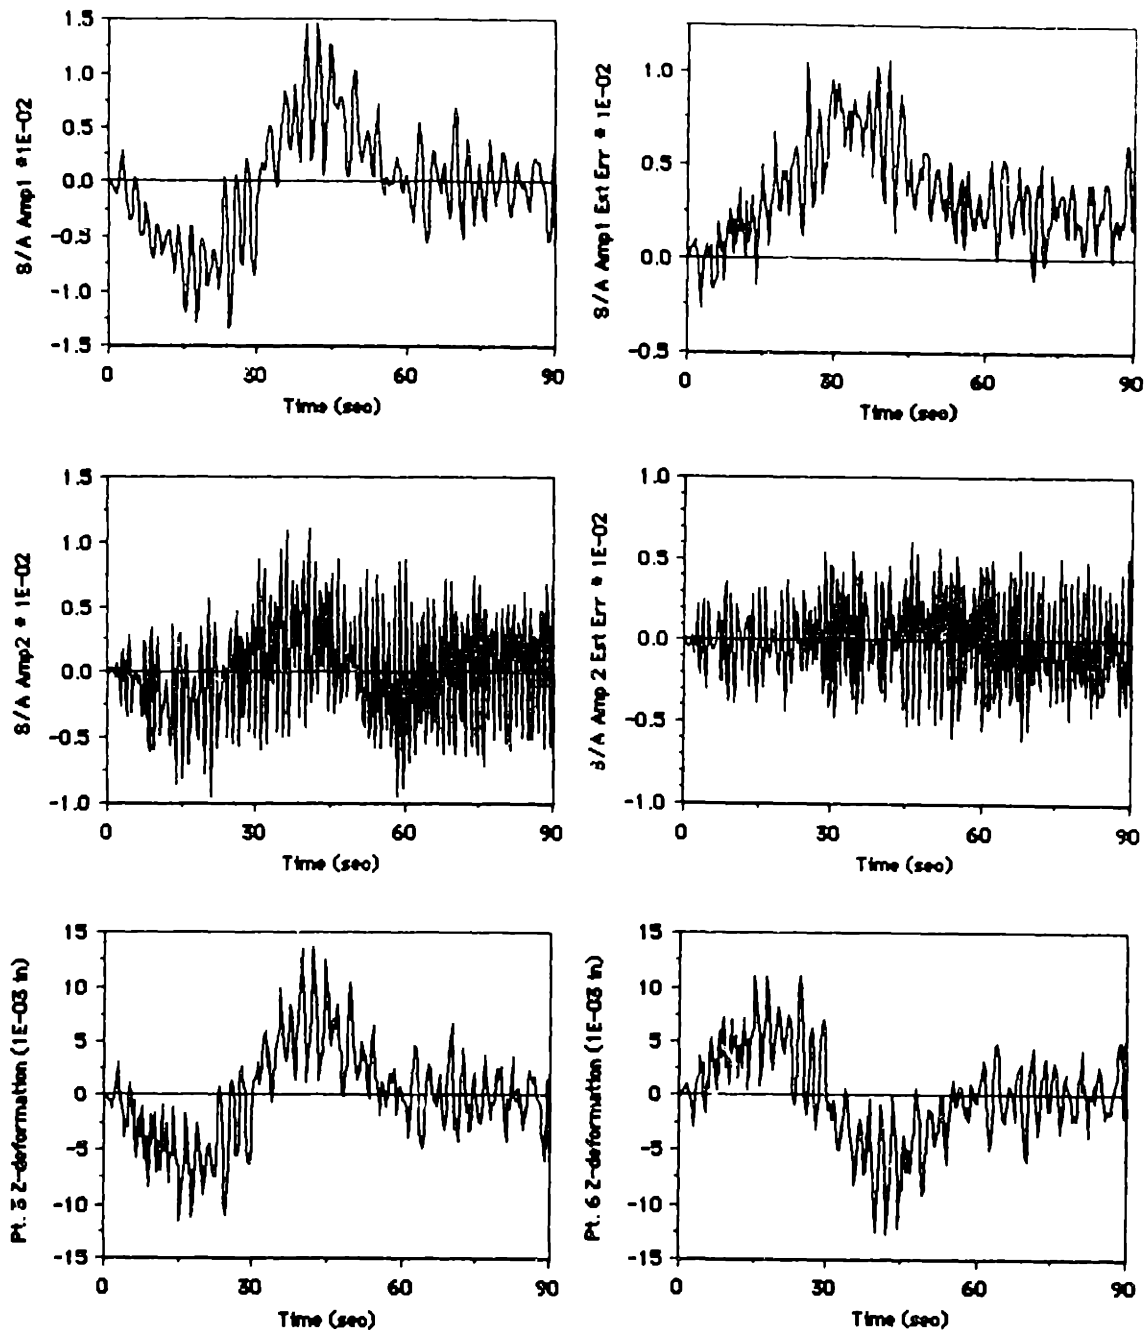 S/A Amp1 *1E-02
1.5
1.0
0.5
0.0
-0.5
-1.0
-1.5
0 30 60 90
Time (sec)
S/A Amp1 Est Err * 1E-02
1.0
0.5
0.0
-0.5
0 30 60 90
Time (sec)
S/A Amp2 * 1E-02
1.5
1.0
0.5
0.0
-0.5
-1.0
0 30 60 90
Time (sec)
S/A Amp 2 Est Err * 1E-02
1.0
0.5
0.0
-0.5
-1.0
0 30 60 90
Time (sec)
Pt. 3 Z-deformation (1E-03 in)
15
10
5
0
-5
-10
-15
0 30 60 90
Time (sec)
Pt. 6 Z-deformation (1E-03 in)
15
10
5
0
-5
-10
-15
0 30 60 90
Time (sec)